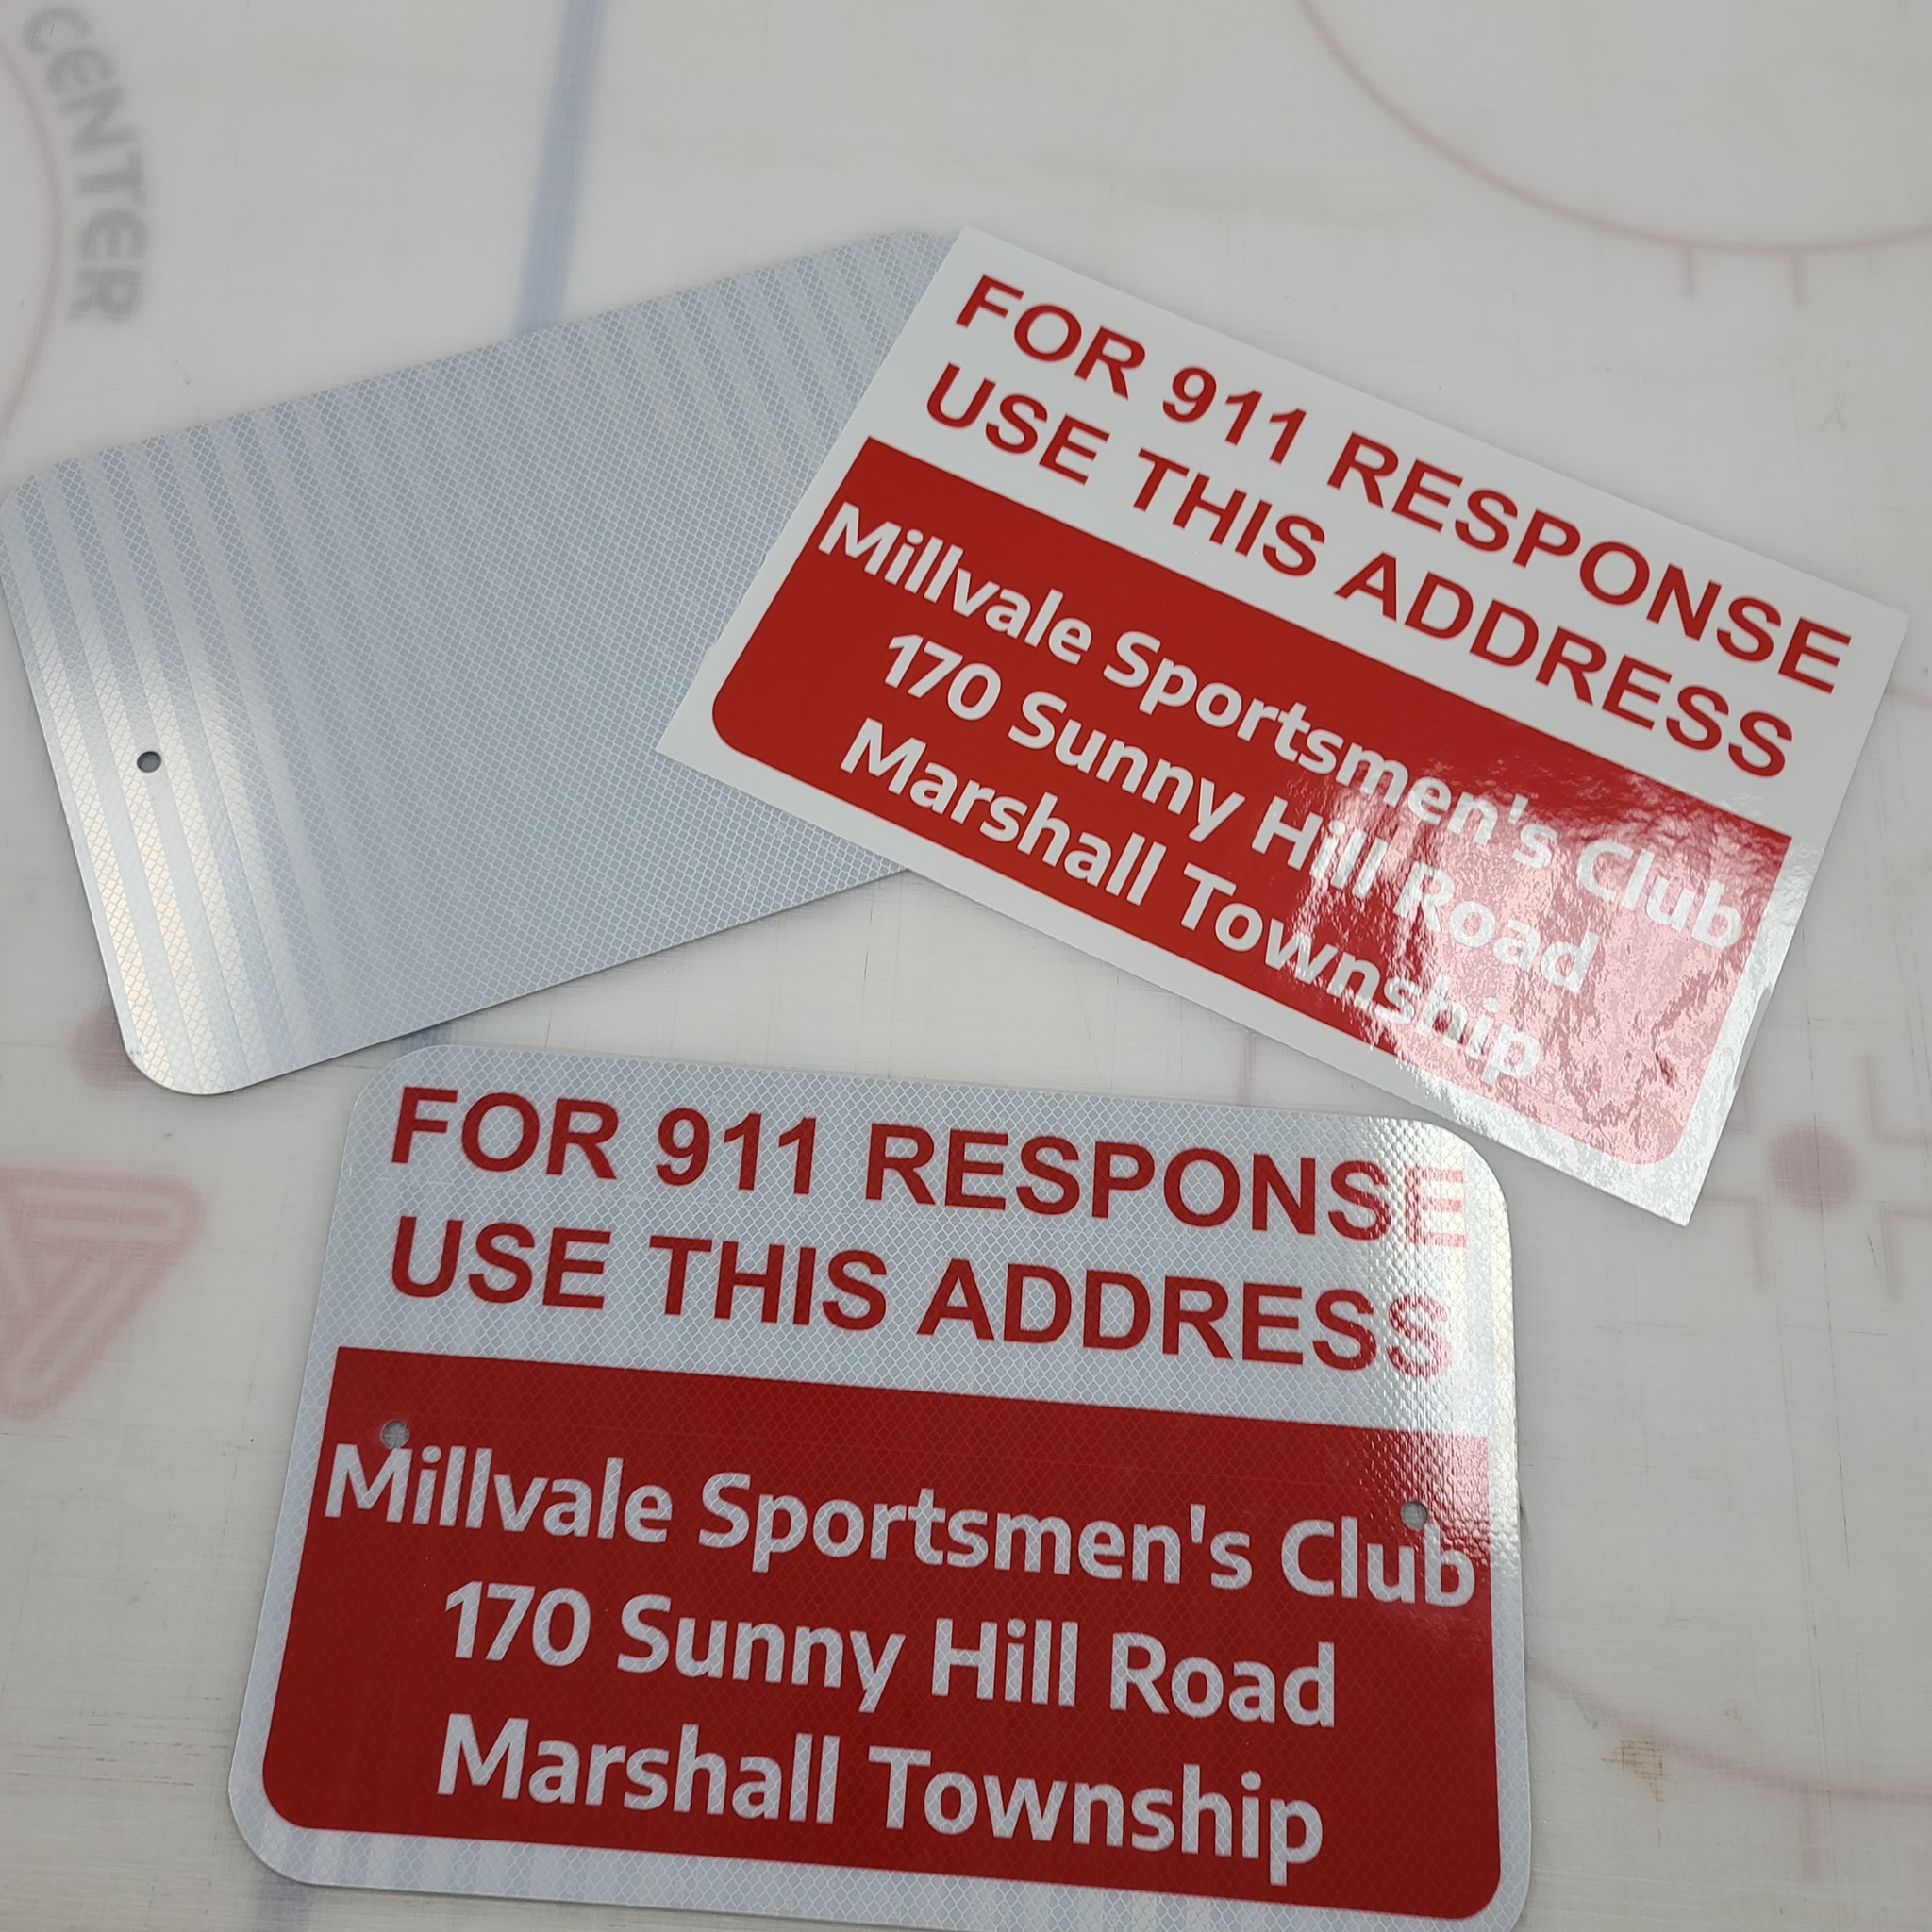 CENTER
FOR 911 RESPONSE
USE THIS ADDRESS
Millvale Sportsmen's Club
170 Sunny Hill Road
Marshall Township
FOR 911 RESPONSE
USE THIS ADDRESS
Millvale Sportsmen's Club
170 Sunny Hill Road
Marshall Township